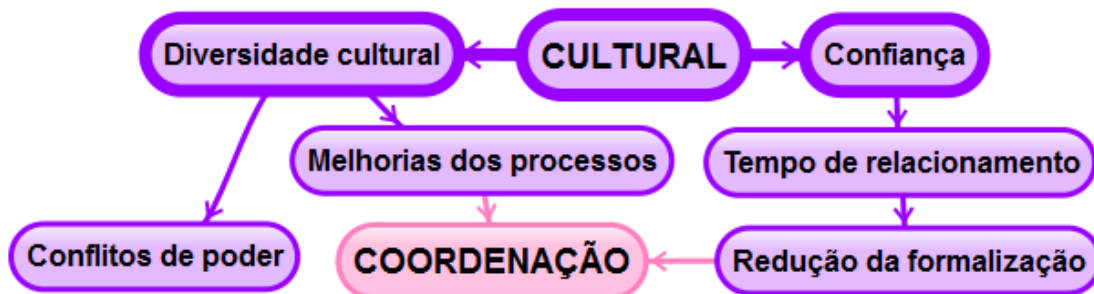 Diversidade cultural
CULTURAL
Confiança
Melhorias dos processos
Tempo de relacionamento
Conflitos de poder
COORDENAÇÃO
Redução da formalização